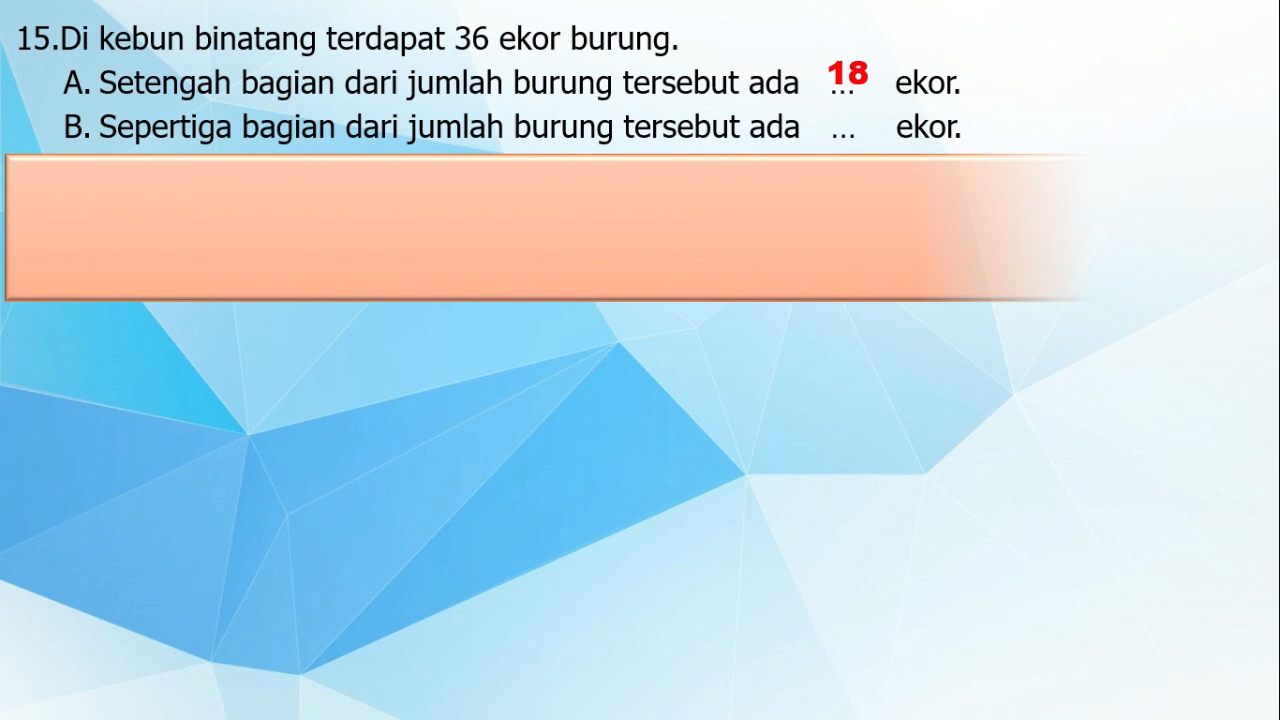 15.Di kebun binatang terdapat 36 ekor burung.
A. Setengah bagian dari jumlah burung tersebut ada 18 ... ekor.
B. Sepertiga bagian dari jumlah burung tersebut ada ... ekor.